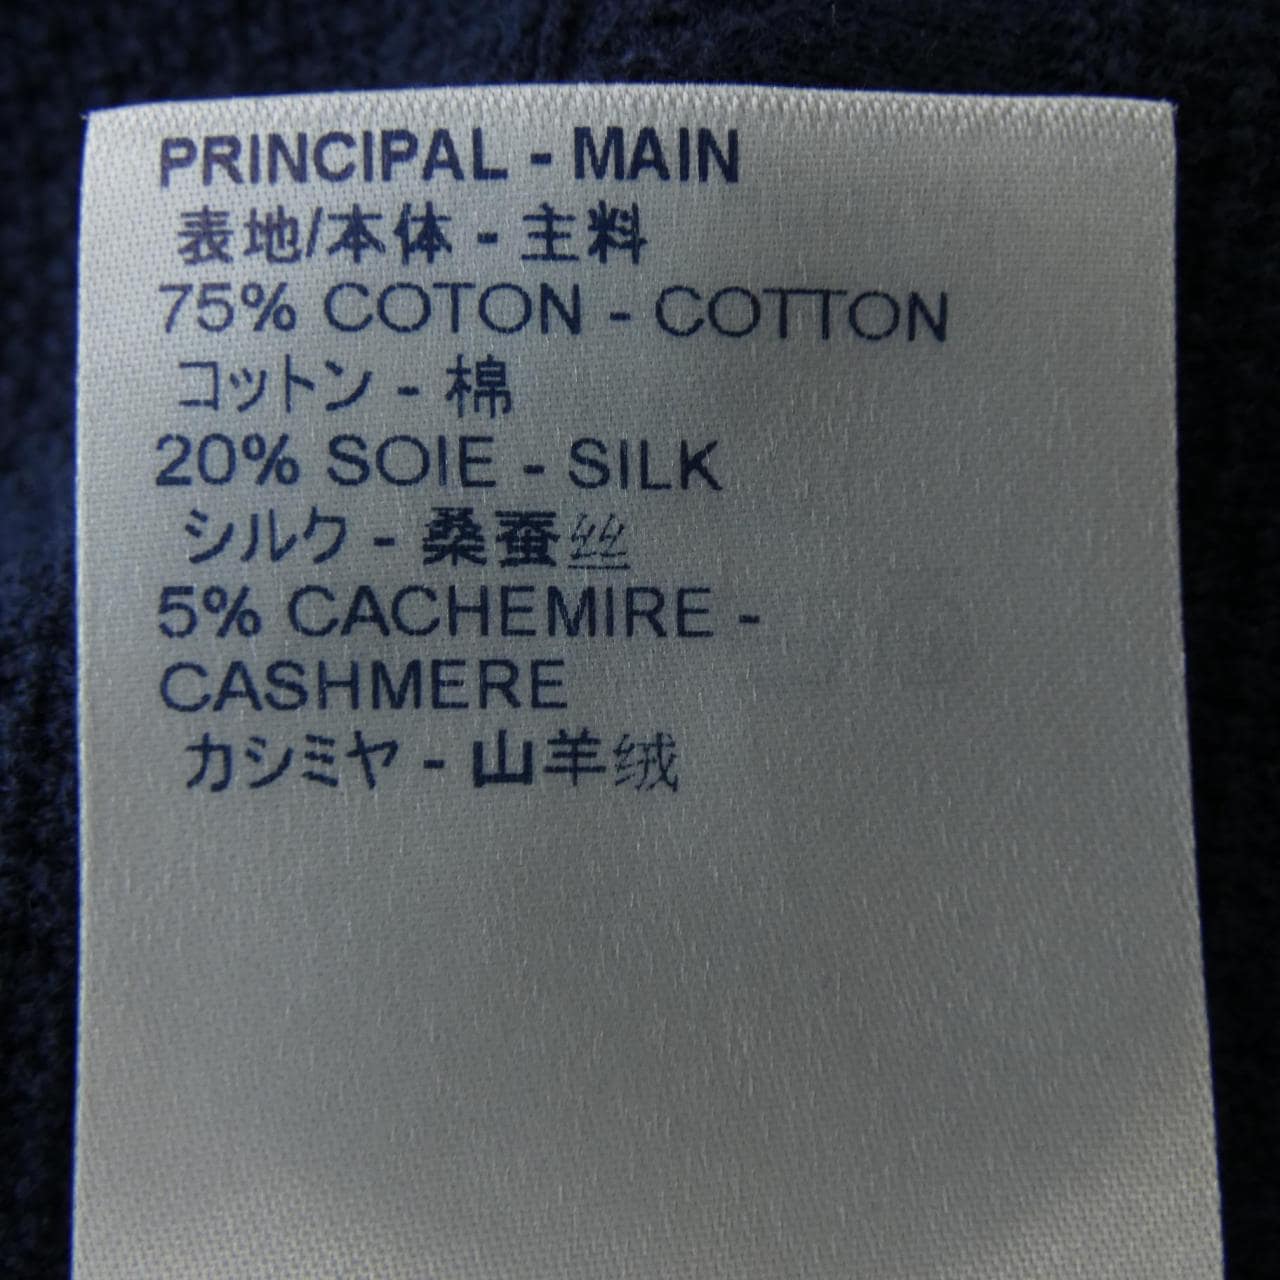 PRINCIPAL - MAIN
表地/本体 - 主料
75% COTON - COTTON
コットン - 棉
20% SOIE - SILK
シルク - 桑蚕丝
5% CACHEMIRE -
CASHMERE
カシミヤ - 山羊绒